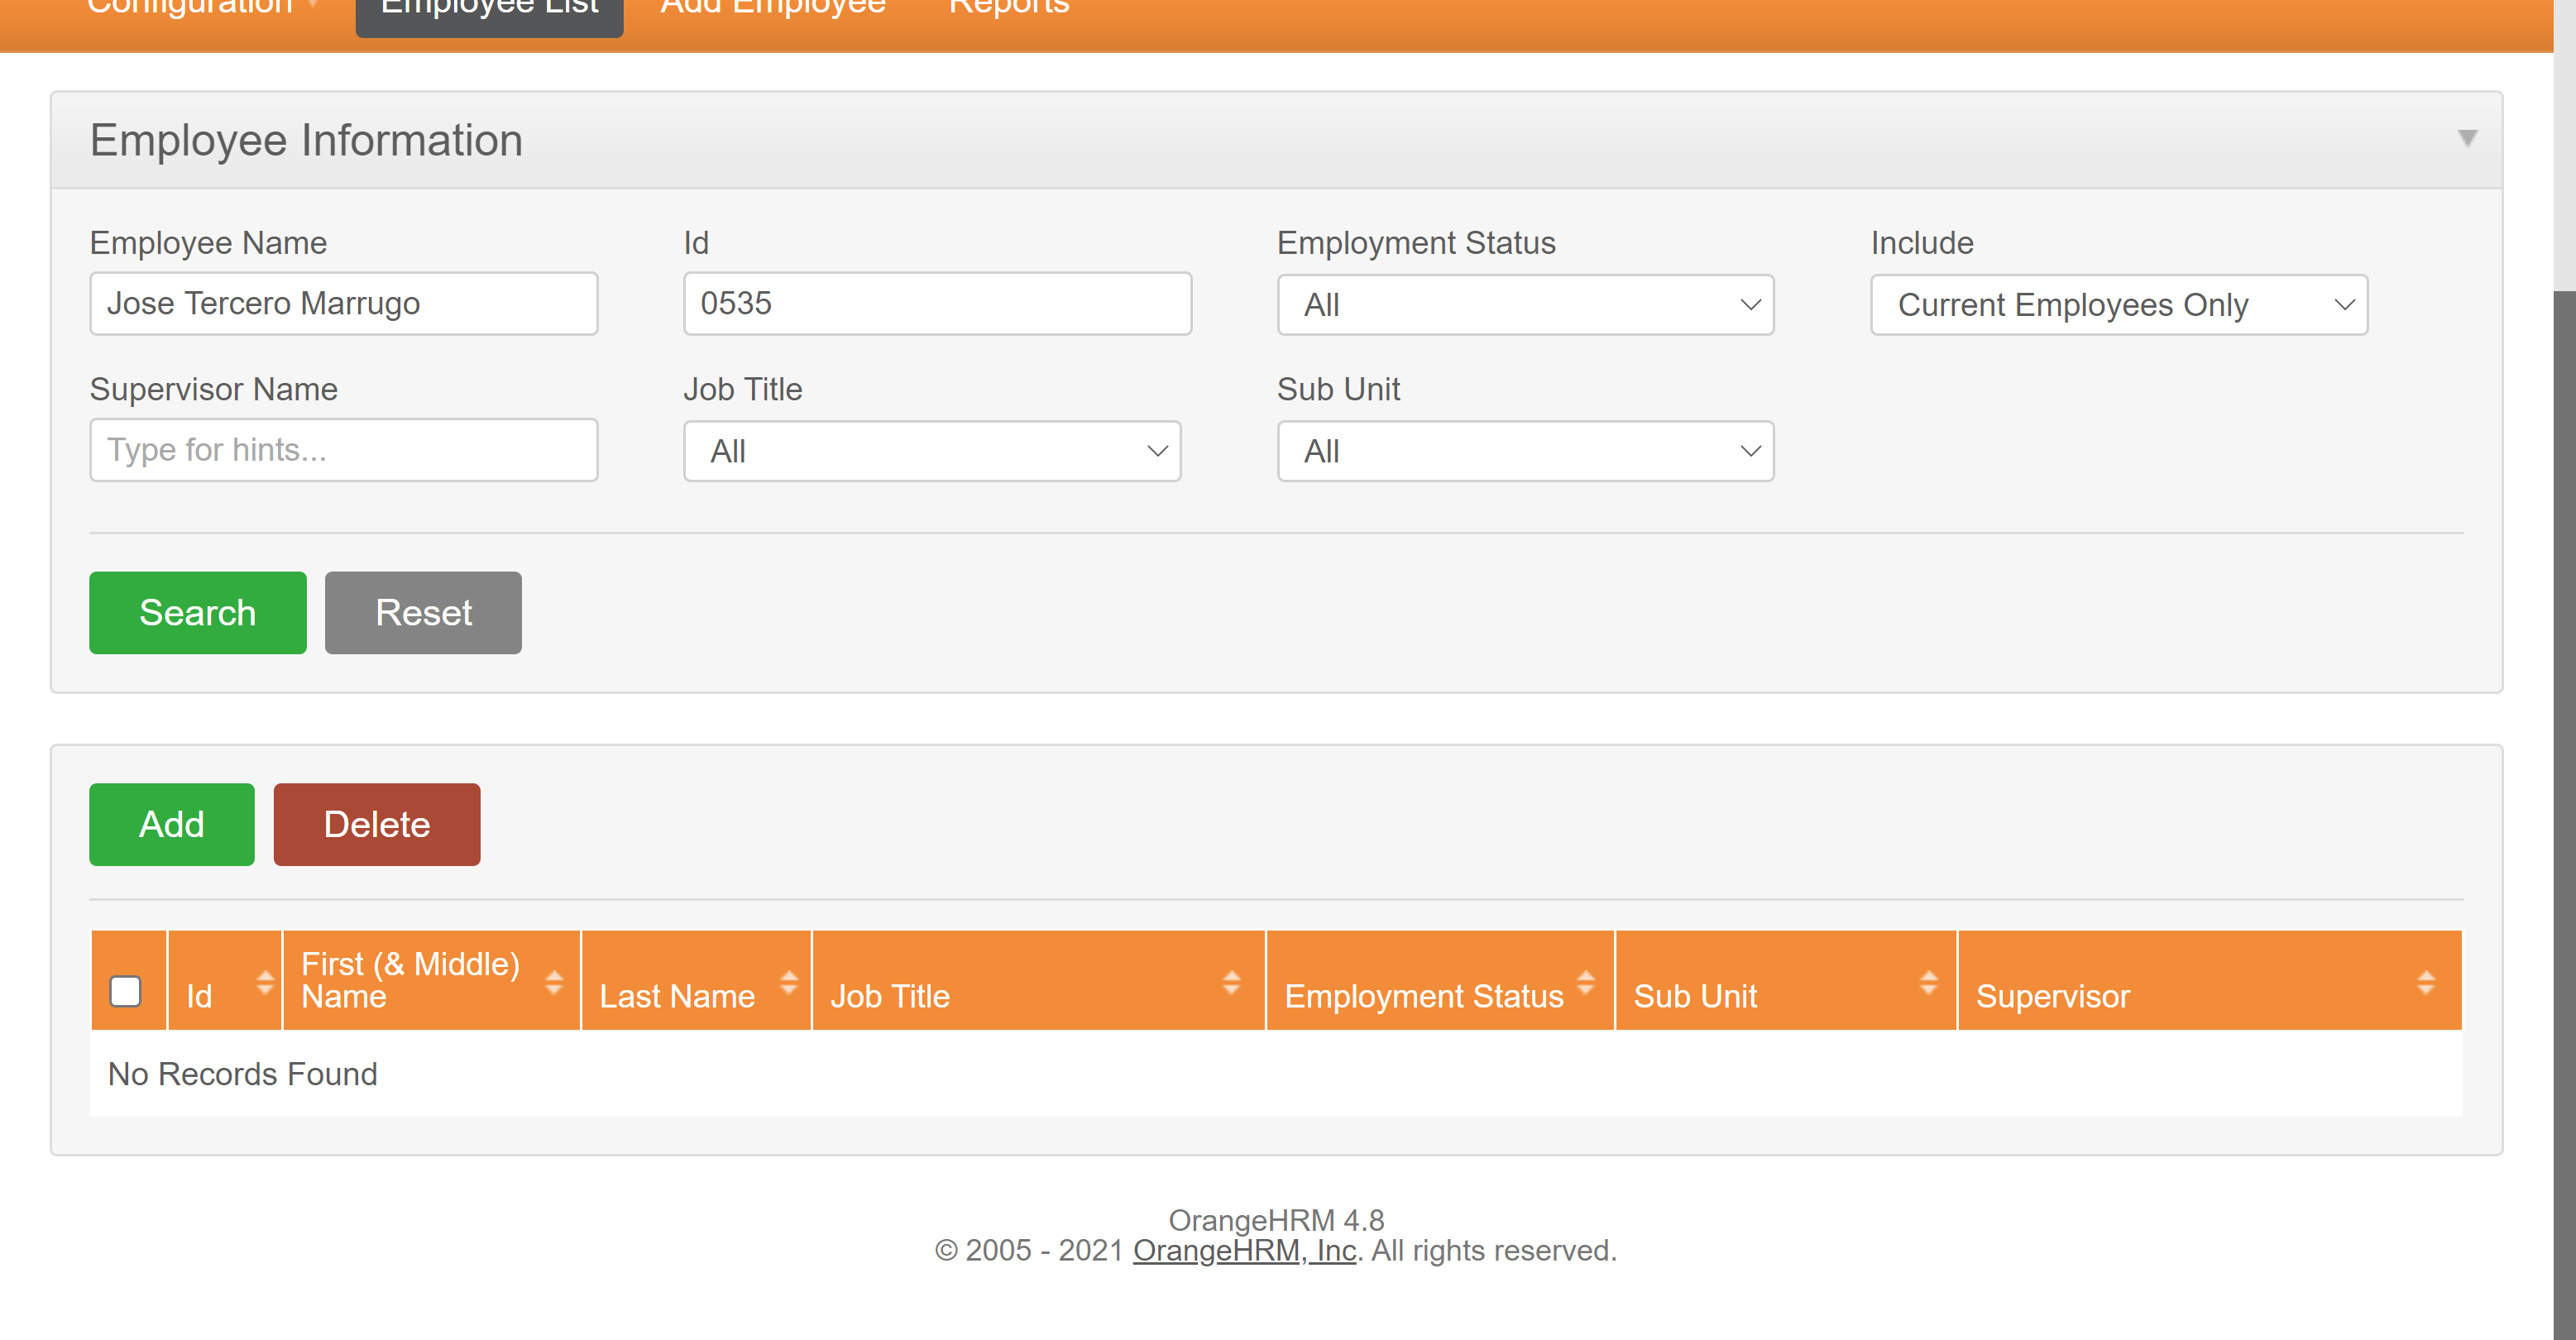 Configuration
Employee List
Add Employee
Reports
Employee Information
Employee Name
Id
Employment Status
Include
Jose Tercero Marrugo
0535
All
Current Employees Only
Supervisor Name
Job Title
Sub Unit
Type for hints...
All
All
Search
Reset
Add
Delete
Id
First (& Middle)
Name
Last Name
Job Title
Employment Status
Sub Unit
Supervisor
No Records Found
OrangeHRM 4.8
© 2005 - 2021 OrangeHRM, Inc. All rights reserved.